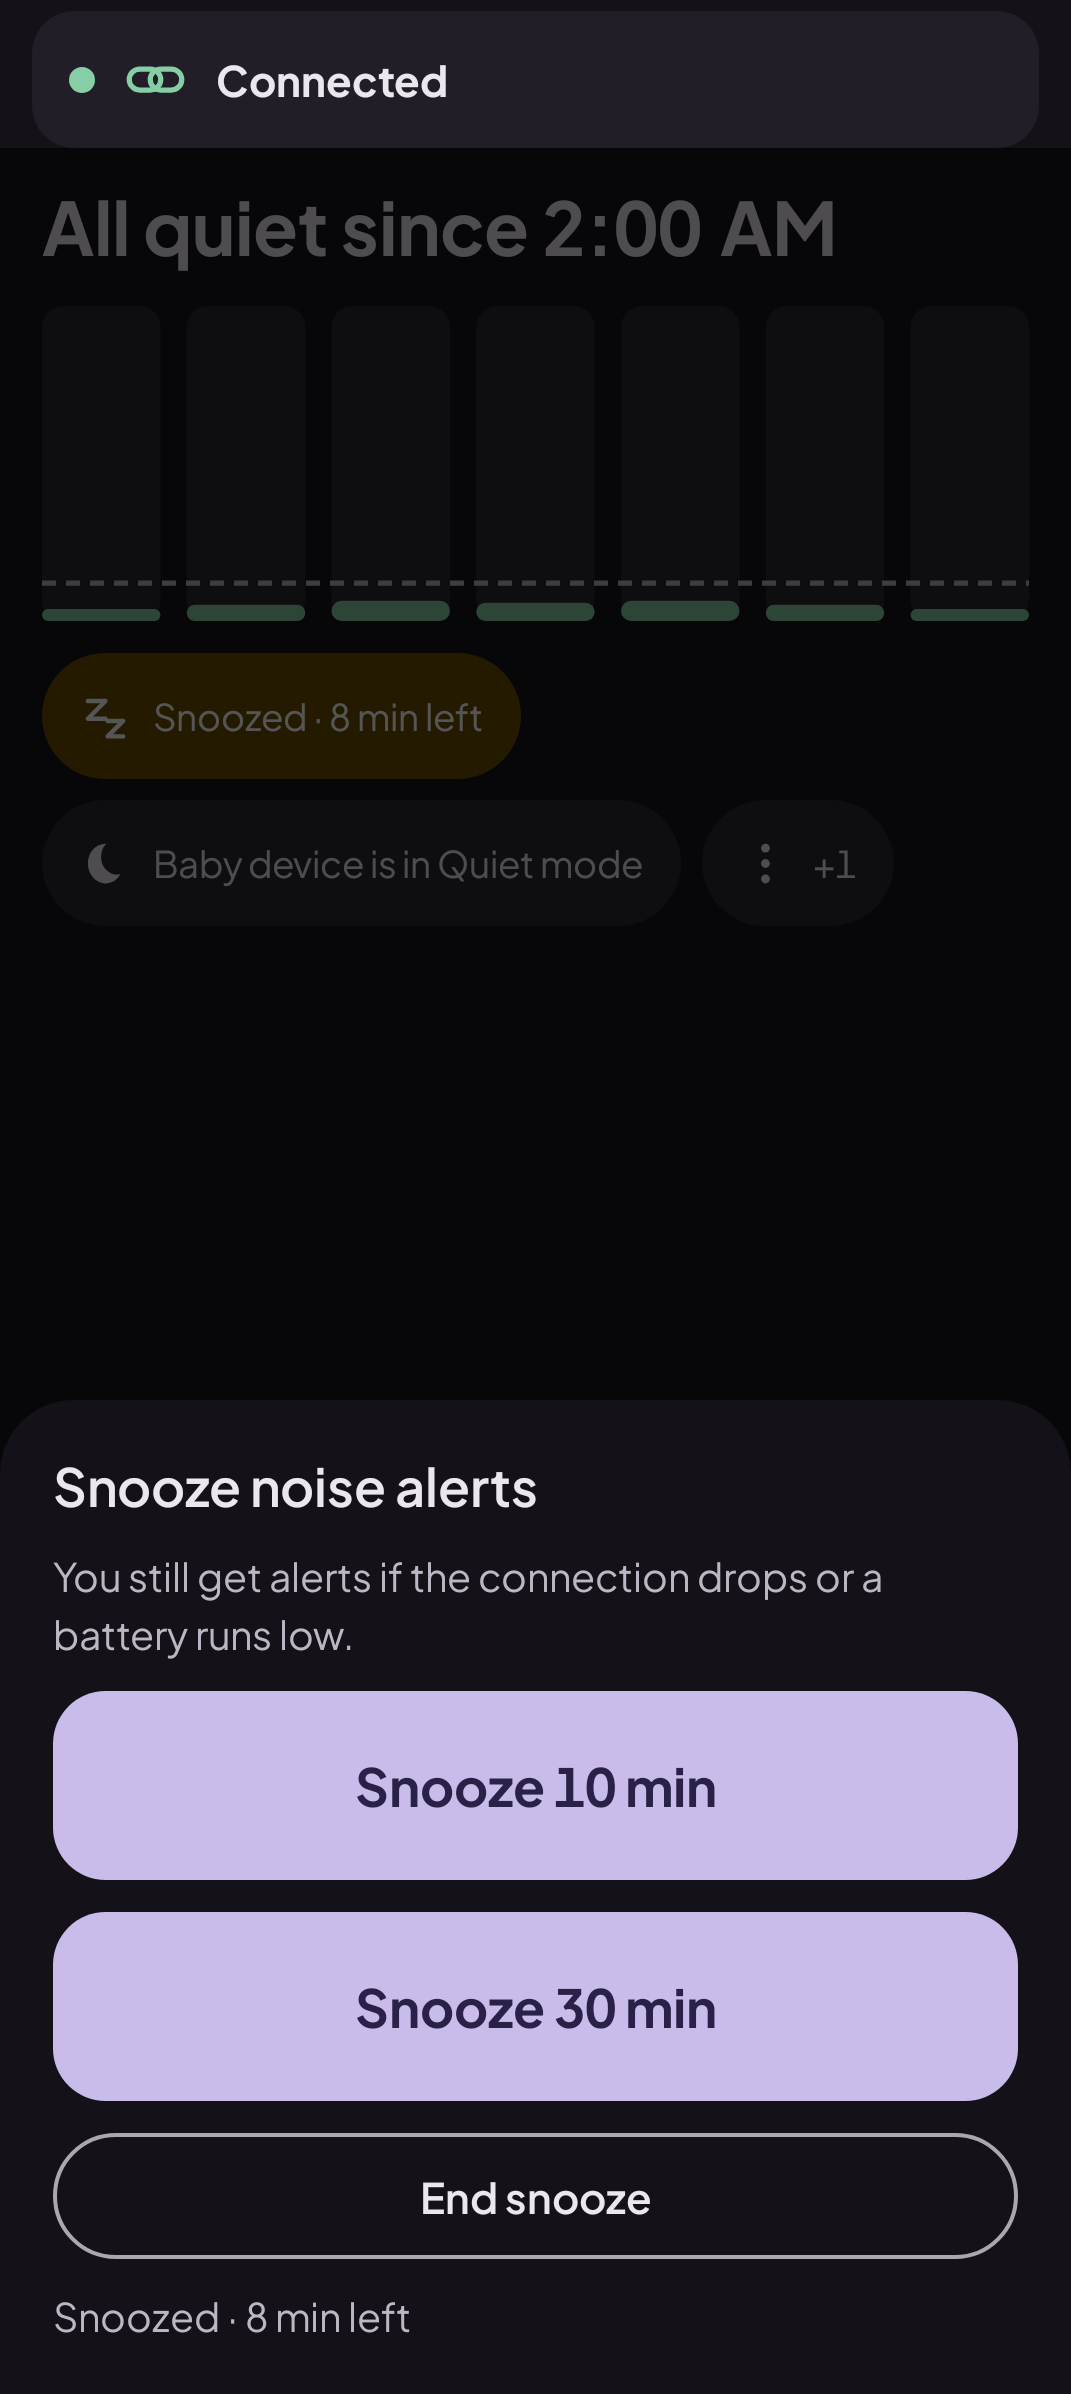 Connected
All quiet since 2:00 AM
Snoozed · 8 min left
Baby device is in Quiet mode
+1
Snooze noise alerts
You still get alerts if the connection drops or a
battery runs low.
Snooze 10 min
Snooze 30 min
End snooze
Snoozed · 8 min left